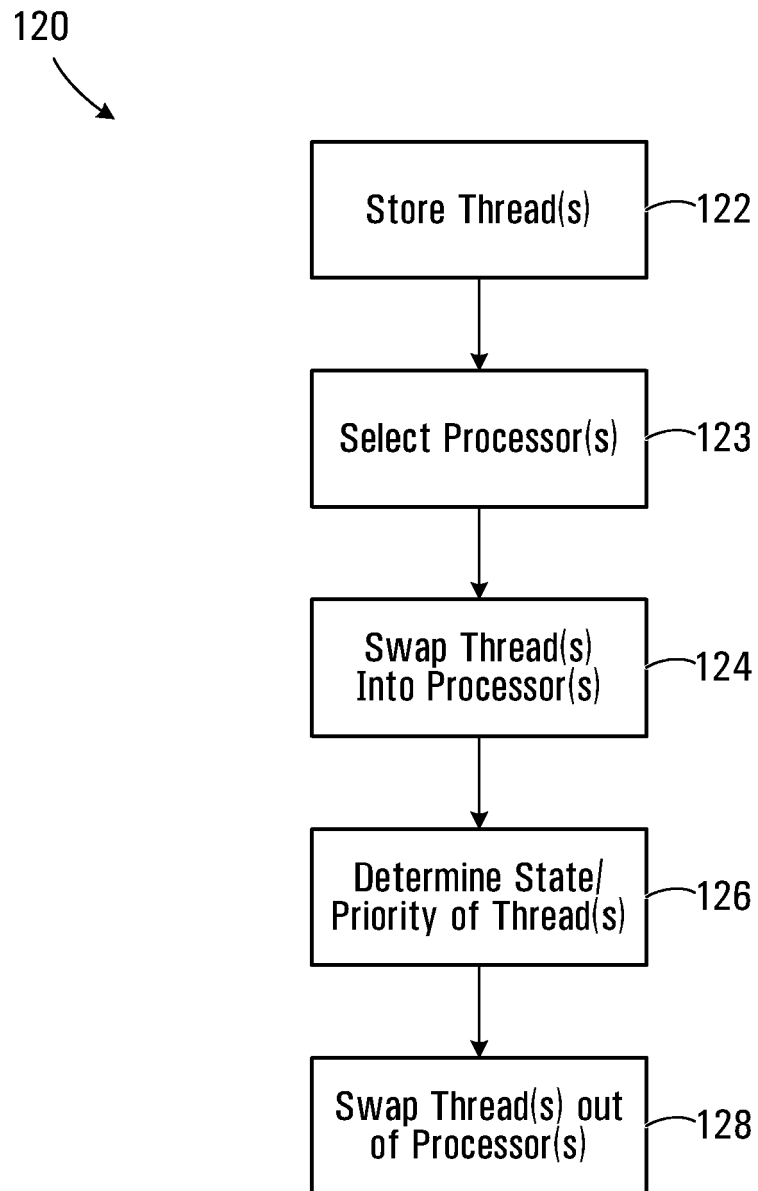 120
Store Thread(s)
122
Select Processor(s)
123
Swap Thread(s)
Into Processor(s)
124
Determine State/
Priority of Thread(s)
126
Swap Thread(s) out
of Processor(s)
128